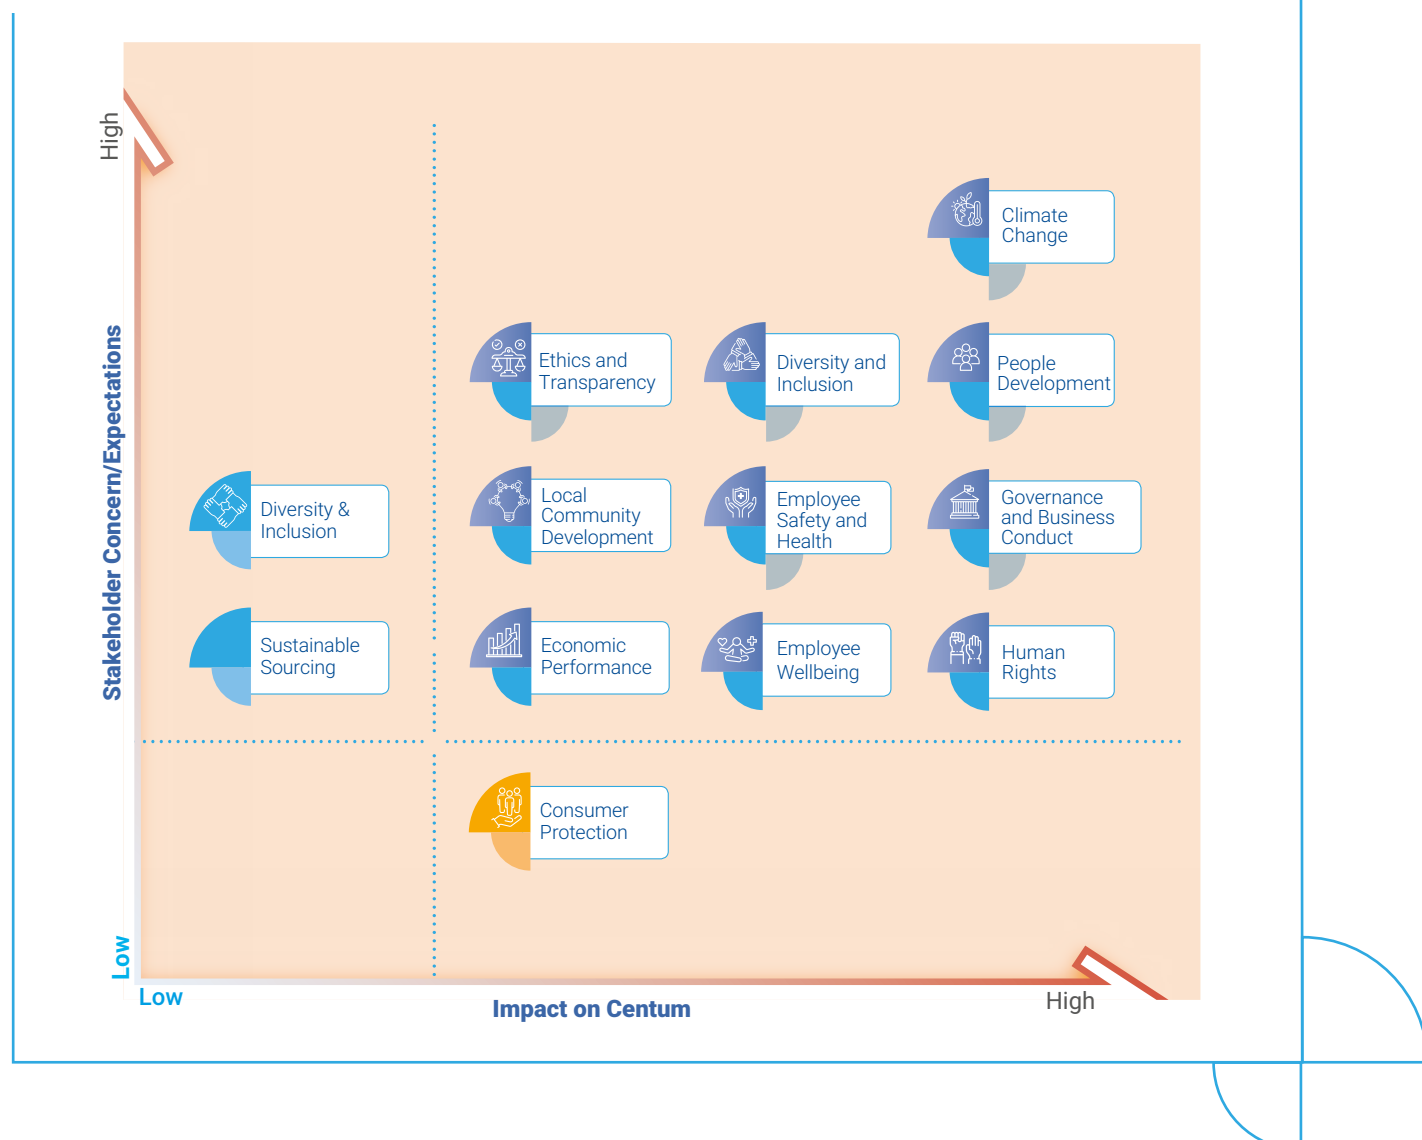 High
Climate
Change
Stakeholder Concern/Expectations
Ethics and
Transparency
Diversity and
Inclusion
People
Development
Diversity &
Inclusion
Local
Community
Development
Employee
Safety and
Health
Governance
and Business
Conduct
Sustainable
Sourcing
Economic
Performance
Employee
Wellbeing
Human
Rights
Consumer
Protection
Low
Low
Impact on Centum
High